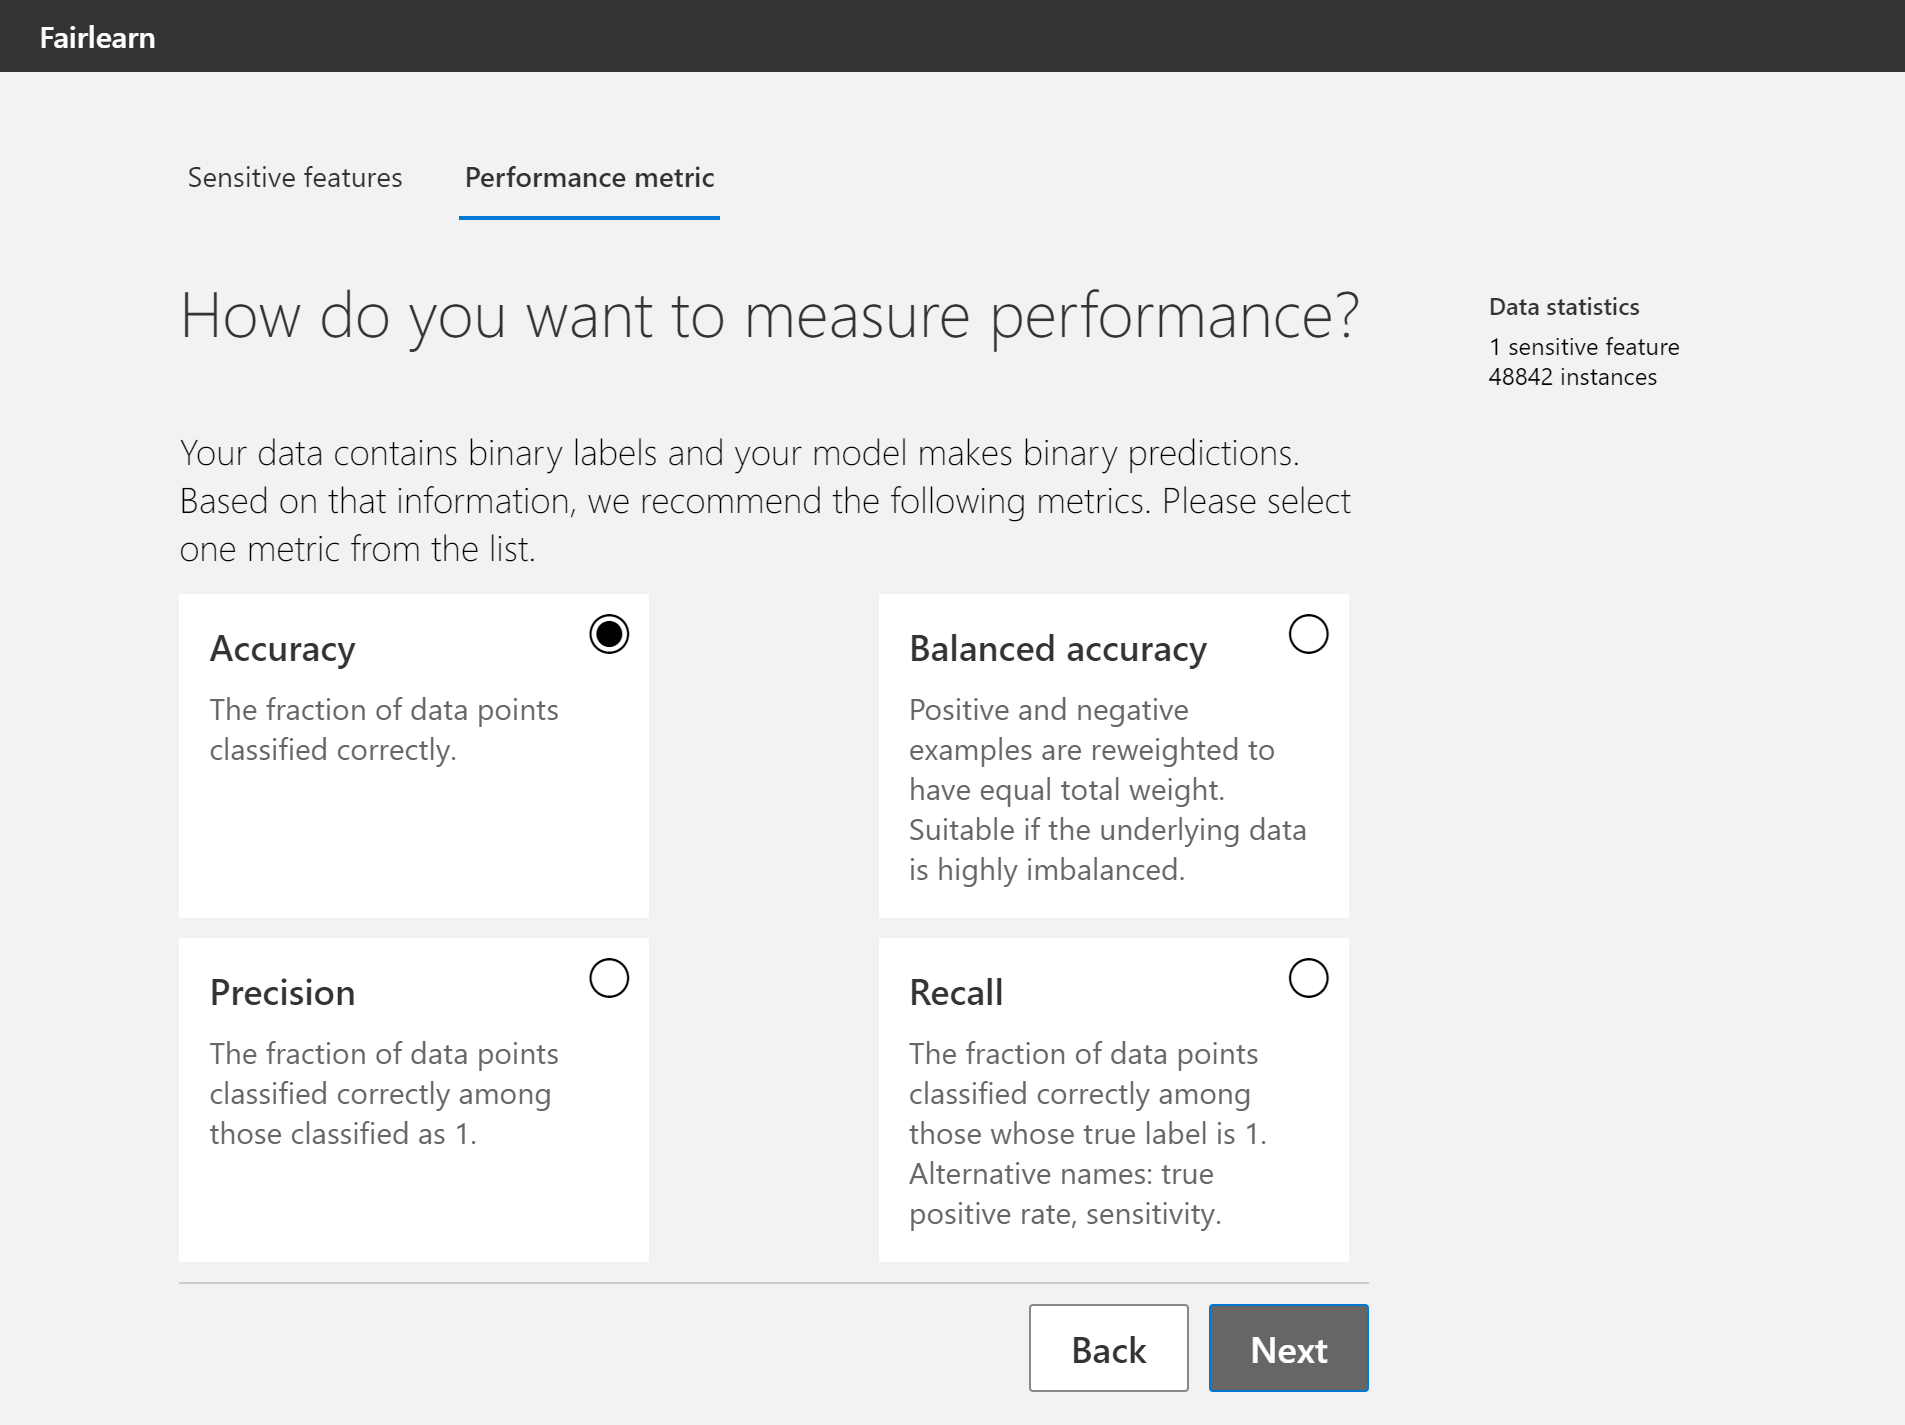 Fairlearn
Sensitive features
Performance metric
How do you want to measure performance?
Data statistics
1 sensitive feature
48842 instances
Your data contains binary labels and your model makes binary predictions.
Based on that information, we recommend the following metrics. Please select
one metric from the list.
Accuracy
The fraction of data points
classified correctly.
Balanced accuracy
Positive and negative
examples are reweighted to
have equal total weight.
Suitable if the underlying data
is highly imbalanced.
Precision
The fraction of data points
classified correctly among
those classified as 1.
Recall
The fraction of data points
classified correctly among
those whose true label is 1.
Alternative names: true
positive rate, sensitivity.
Back
Next